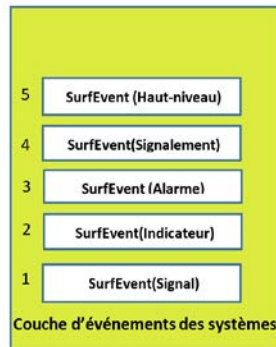 5 SurfEvent (Haut-niveau)
4 SurfEvent(Signalement)
3 SurfEvent (Alarme)
2 SurfEvent(Indicateur)
1 SurfEvent(Signal)
Couche d'événements des systèmes